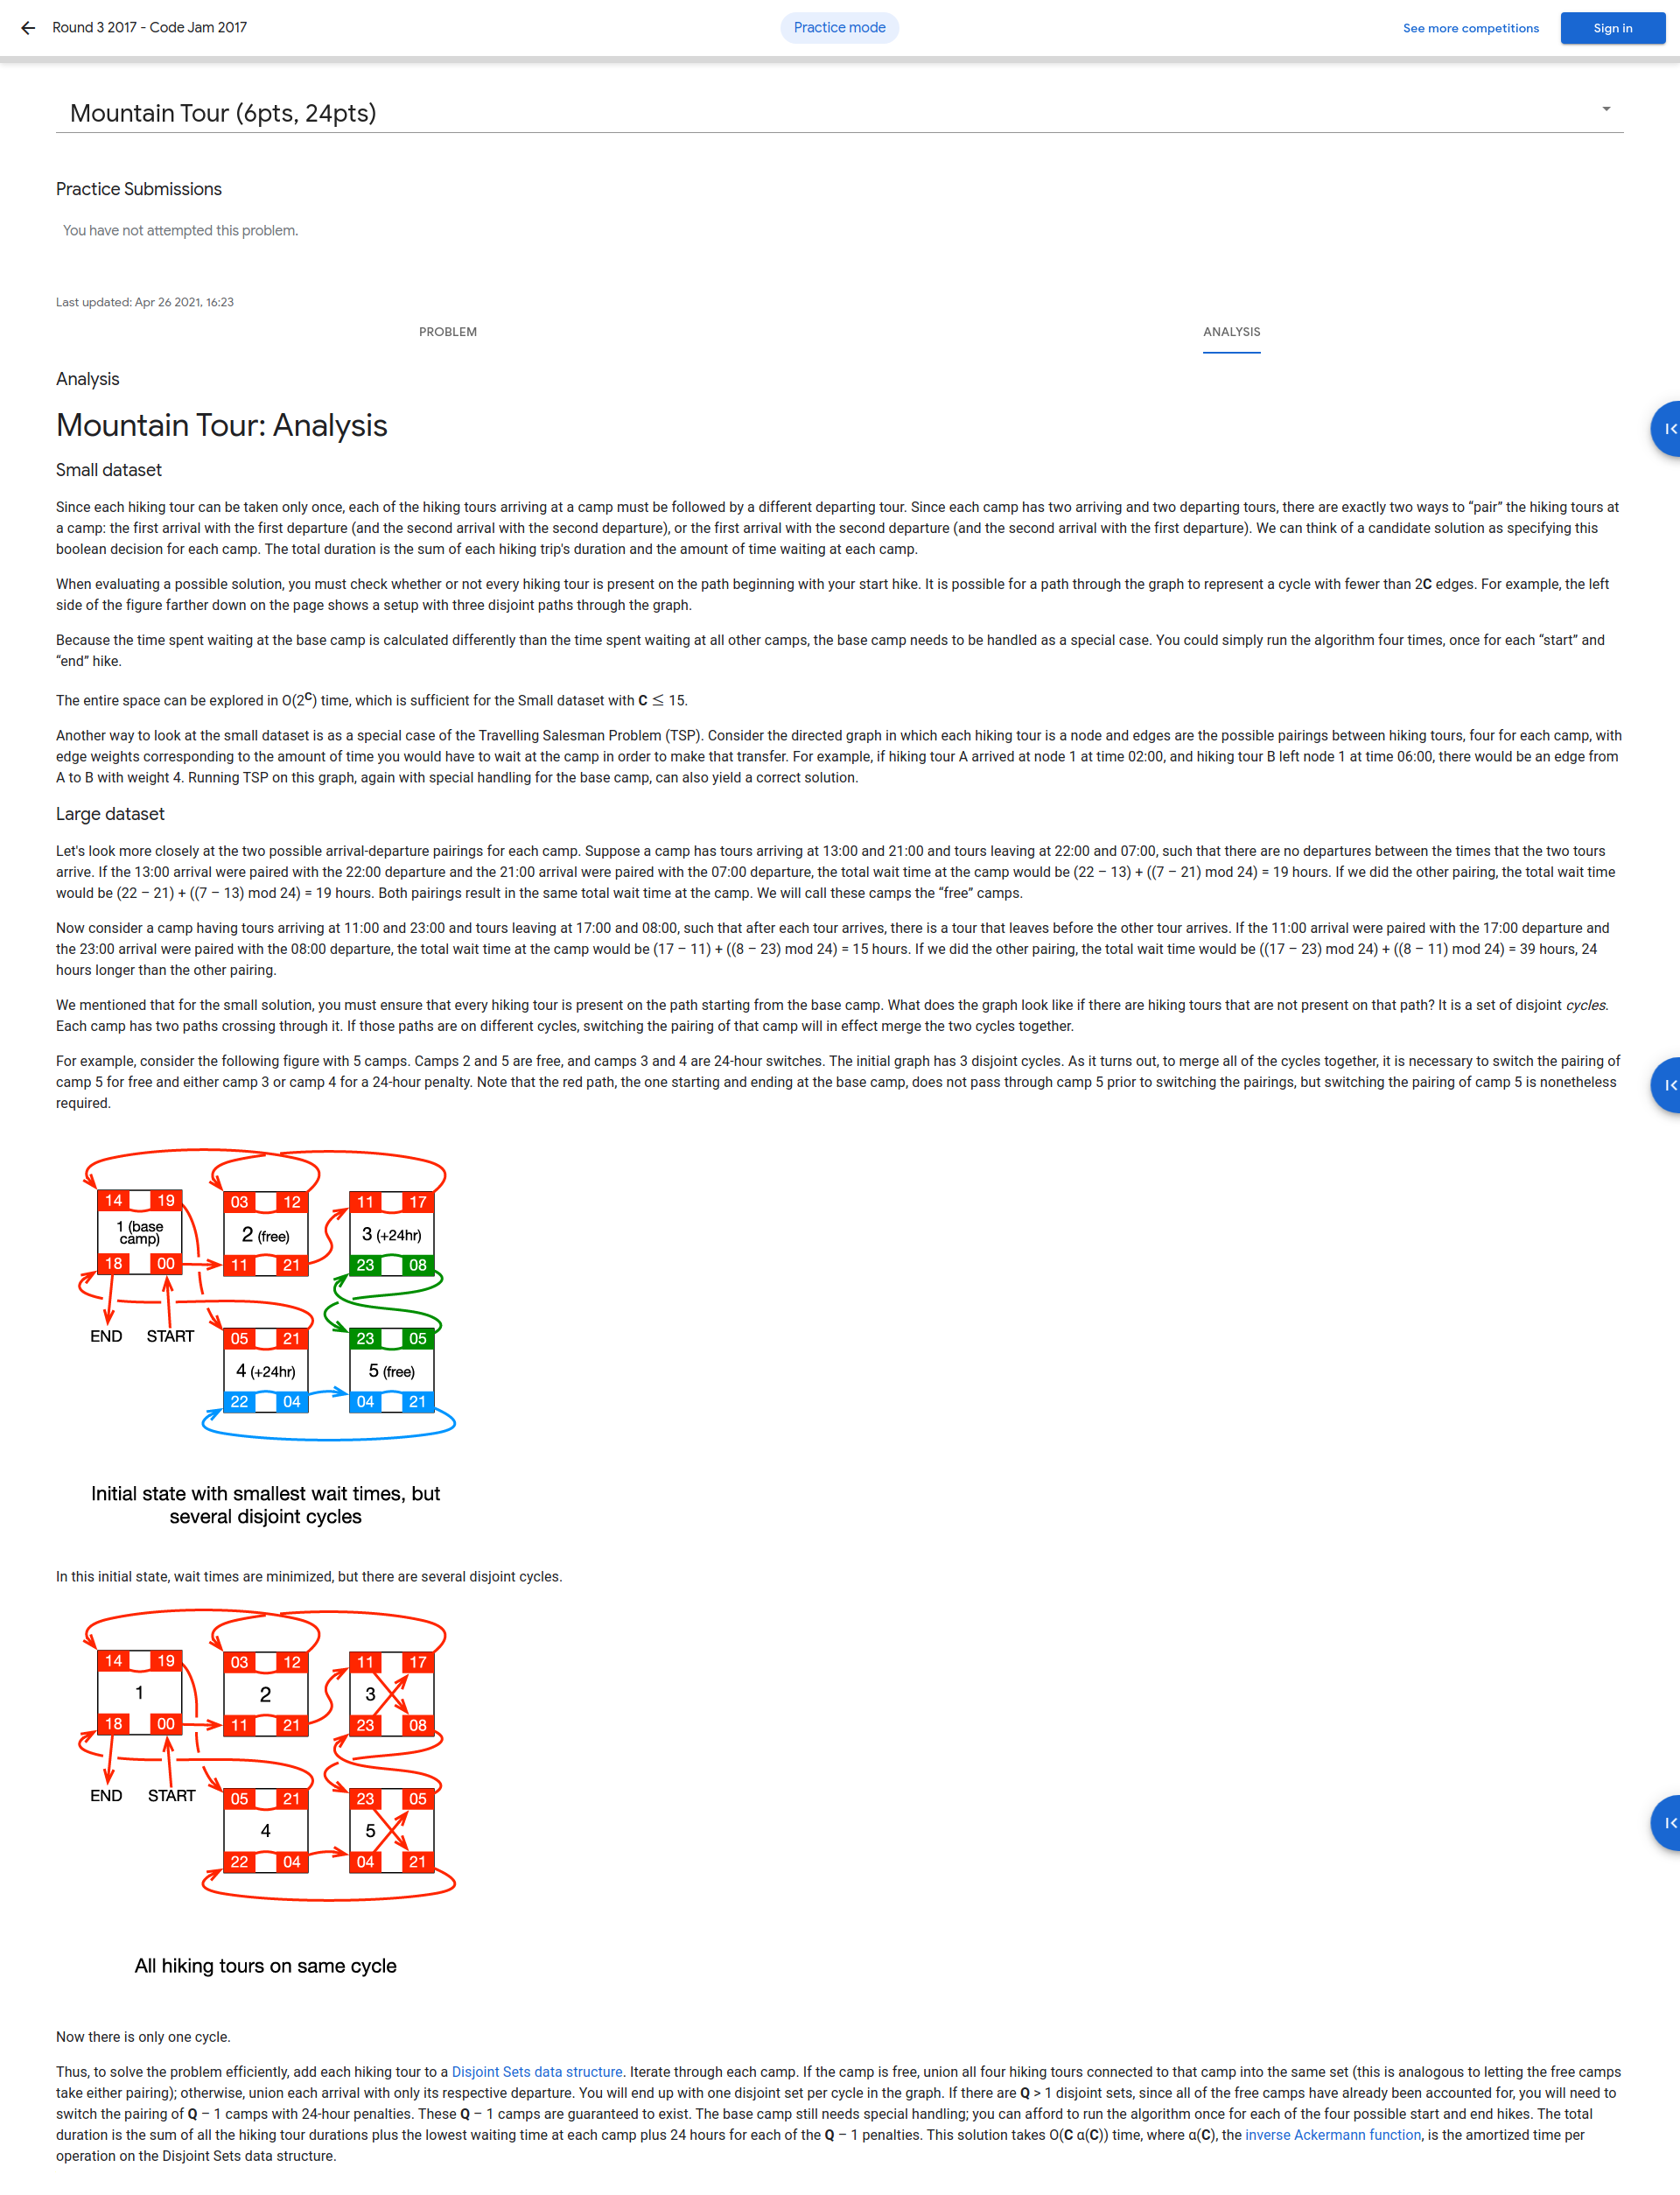 Round 3 2017 - Code Jam 2017
Practice mode
See more competitions
Sign in
Mountain Tour (6pts, 24pts)
Practice Submissions
You have not attempted this problem.
Last updated: Apr 26 2021, 16:23
PROBLEM
ANALYSIS
Analysis
Mountain Tour: Analysis
Small dataset
Since each hiking tour can be taken only once, each of the hiking tours arriving at a camp must be followed by a different departing tour. Since each camp has two arriving and two departing tours, there are exactly two ways to “pair” the hiking tours at
a camp: the first arrival with the first departure (and the second arrival with the second departure), or the first arrival with the second departure (and the second arrival with the first departure). We can think of a candidate solution as specifying this
boolean decision for each camp. The total duration is the sum of each hiking trip's duration and the amount of time waiting at each camp.
When evaluating a possible solution, you must check whether or not every hiking tour is present on the path beginning with your start hike. It is possible for a path through the graph to represent a cycle with fewer than 2C edges. For example, the left
side of the figure farther down on the page shows a setup with three disjoint paths through the graph.
Because the time spent waiting at the base camp is calculated differently than the time spent waiting at all other camps, the base camp needs to be handled as a special case. You could simply run the algorithm four times, once for each “start” and
“end” hike.
The entire space can be explored in O(2^C) time, which is sufficient for the Small dataset with C ≤ 15.
Another way to look at the small dataset is as a special case of the Travelling Salesman Problem (TSP). Consider the directed graph in which each hiking tour is a node and edges are the possible pairings between hiking tours, four for each camp, with
edge weights corresponding to the amount of time you would have to wait at the camp in order to make that transfer. For example, if hiking tour A arrived at node 1 at time 02:00, and hiking tour B left node 1 at time 06:00, there would be an edge from
A to B with weight 4. Running TSP on this graph, again with special handling for the base camp, can also yield a correct solution.
Large dataset
Let's look more closely at the two possible arrival-departure pairings for each camp. Suppose a camp has tours arriving at 13:00 and 21:00 and tours leaving at 22:00 and 07:00, such that there are no departures between the times that the two tours
arrive. If the 13:00 arrival were paired with the 22:00 departure and the 21:00 arrival were paired with the 07:00 departure, the total wait time at the camp would be (22 – 13) + ((7 – 21) mod 24) = 19 hours. If we did the other pairing, the total wait time
would be (22 – 21) + ((7 – 13) mod 24) = 19 hours. Both pairings result in the same total wait time at the camp. We will call these camps the “free” camps.
Now consider a camp having tours arriving at 11:00 and 23:00 and tours leaving at 17:00 and 08:00, such that after each tour arrives, there is a tour that leaves before the other tour arrives. If the 11:00 arrival were paired with the 17:00 departure and
the 23:00 arrival were paired with the 08:00 departure, the total wait time at the camp would be (17 – 11) + ((8 – 23) mod 24) = 15 hours. If we did the other pairing, the total wait time would be ((17 – 23) mod 24) + ((8 – 11) mod 24) = 39 hours, 24
hours longer than the other pairing.
We mentioned that for the small solution, you must ensure that every hiking tour is present on the path starting from the base camp. What does the graph look like if there are hiking tours that are not present on that path? It is a set of disjoint cycles.
Each camp has two paths crossing through it. If those paths are on different cycles, switching the pairing of that camp will in effect merge the two cycles together.
For example, consider the following figure with 5 camps. Camps 2 and 5 are free, and camps 3 and 4 are 24-hour switches. The initial graph has 3 disjoint cycles. As it turns out, to merge all of the cycles together, it is necessary to switch the pairing of
camp 5 for free and either camp 3 or camp 4 for a 24-hour penalty. Note that the red path, the one starting and ending at the base camp, does not pass through camp 5 prior to switching the pairings, but switching the pairing of camp 5 is nonetheless
required.
14 19 03 12 11 17
1 (base
camp)
2 (free)
3 (+24hr)
18 00 11 21 23 08
END START
05 21 23 05
4 (+24hr)
5 (free)
22 04 04 21
Initial state with smallest wait times, but
several disjoint cycles
In this initial state, wait times are minimized, but there are several disjoint cycles.
14 19 03 12 11 17
1 2 3
18 00 11 21 23 08
END START
05 21 23 05
4 5
22 04 04 21
All hiking tours on same cycle
Now there is only one cycle.
Thus, to solve the problem efficiently, add each hiking tour to a Disjoint Sets data structure. Iterate through each camp. If the camp is free, union all four hiking tours connected to that camp into the same set (this is analogous to letting the free camps
take either pairing); otherwise, union each arrival with only its respective departure. You will end up with one disjoint set per cycle in the graph. If there are Q > 1 disjoint sets, since all of the free camps have already been accounted for, you will need to
switch the pairing of Q – 1 camps with 24-hour penalties. These Q – 1 camps are guaranteed to exist. The base camp still needs special handling; you can afford to run the algorithm once for each of the four possible start and end hikes. The total
duration is the sum of all the hiking tour durations plus the lowest waiting time at each camp plus 24 hours for each of the Q – 1 penalties. This solution takes O(C α(C)) time, where α(C), the inverse Ackermann function, is the amortized time per
operation on the Disjoint Sets data structure.